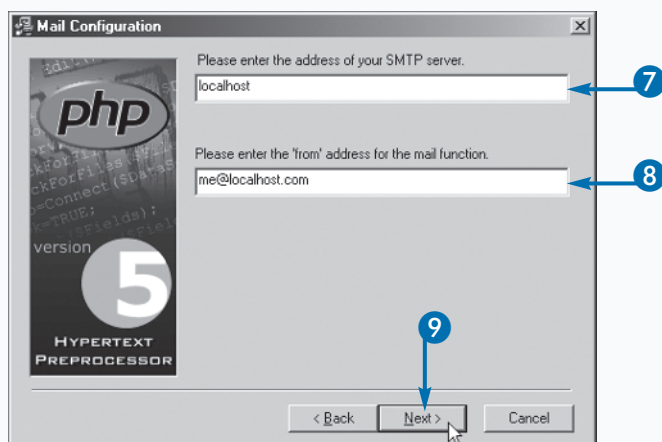 Mail Configuration
Please enter the address of your SMTP server.
localhost
7
php
Please enter the 'from' address for the mail function.
me@localhost.com
8
version
5
HYPERTEXT
PREPROCESSOR
9
< Back
Next >
Cancel